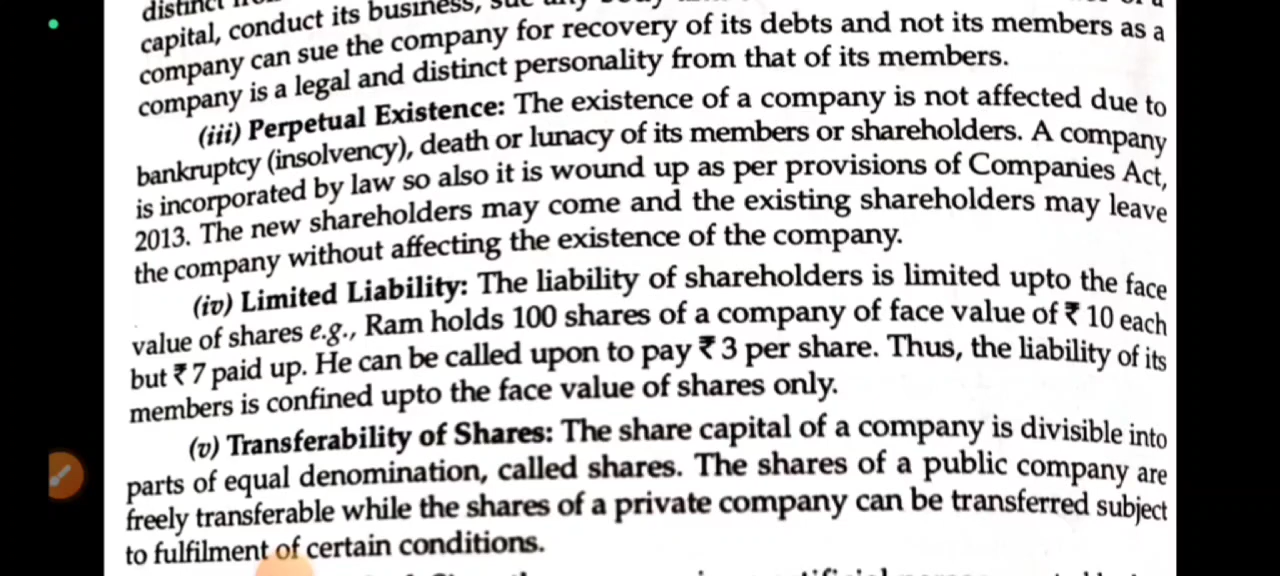 distinct
capital, conduct its business, sue any body
company can sue the company for recovery of its debts and not its members as a
company is a legal and distinct personality from that of its members.
(iii) Perpetual Existence: The existence of a company is not affected due to
bankruptcy (insolvency), death or lunacy of its members or shareholders. A company
is incorporated by law so also it is wound up as per provisions of Companies Act,
2013. The new shareholders may come and the existing shareholders may leave
the company without affecting the existence of the company.
(iv) Limited Liability: The liability of shareholders is limited upto the face
value of shares e.g., Ram holds 100 shares of a company of face value of ₹ 10 each
but ₹ 7 paid up. He can be called upon to pay ₹ 3 per share. Thus, the liability of its
members is confined upto the face value of shares only.
(v) Transferability of Shares: The share capital of a company is divisible into
parts of equal denomination, called shares. The shares of a public company are
freely transferable while the shares of a private company can be transferred subject
to fulfilment of certain conditions.